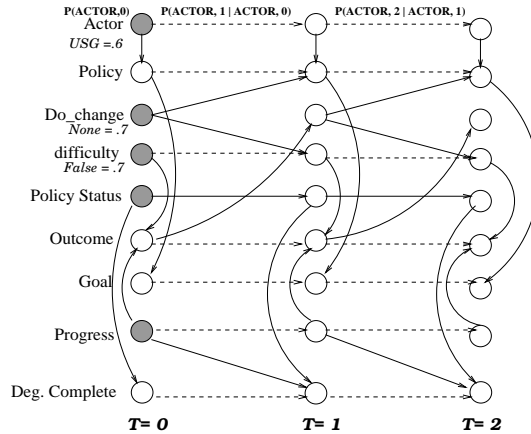 P(ACTOR,0) P(ACTOR, 1 | ACTOR, 0) P(ACTOR, 2 | ACTOR, 1)
Actor
USG =.6
Policy
Do_change
None = .7
difficulty
False = .7
Policy Status
Outcome
Goal
Progress
Deg. Complete
T= 0 T= 1 T= 2